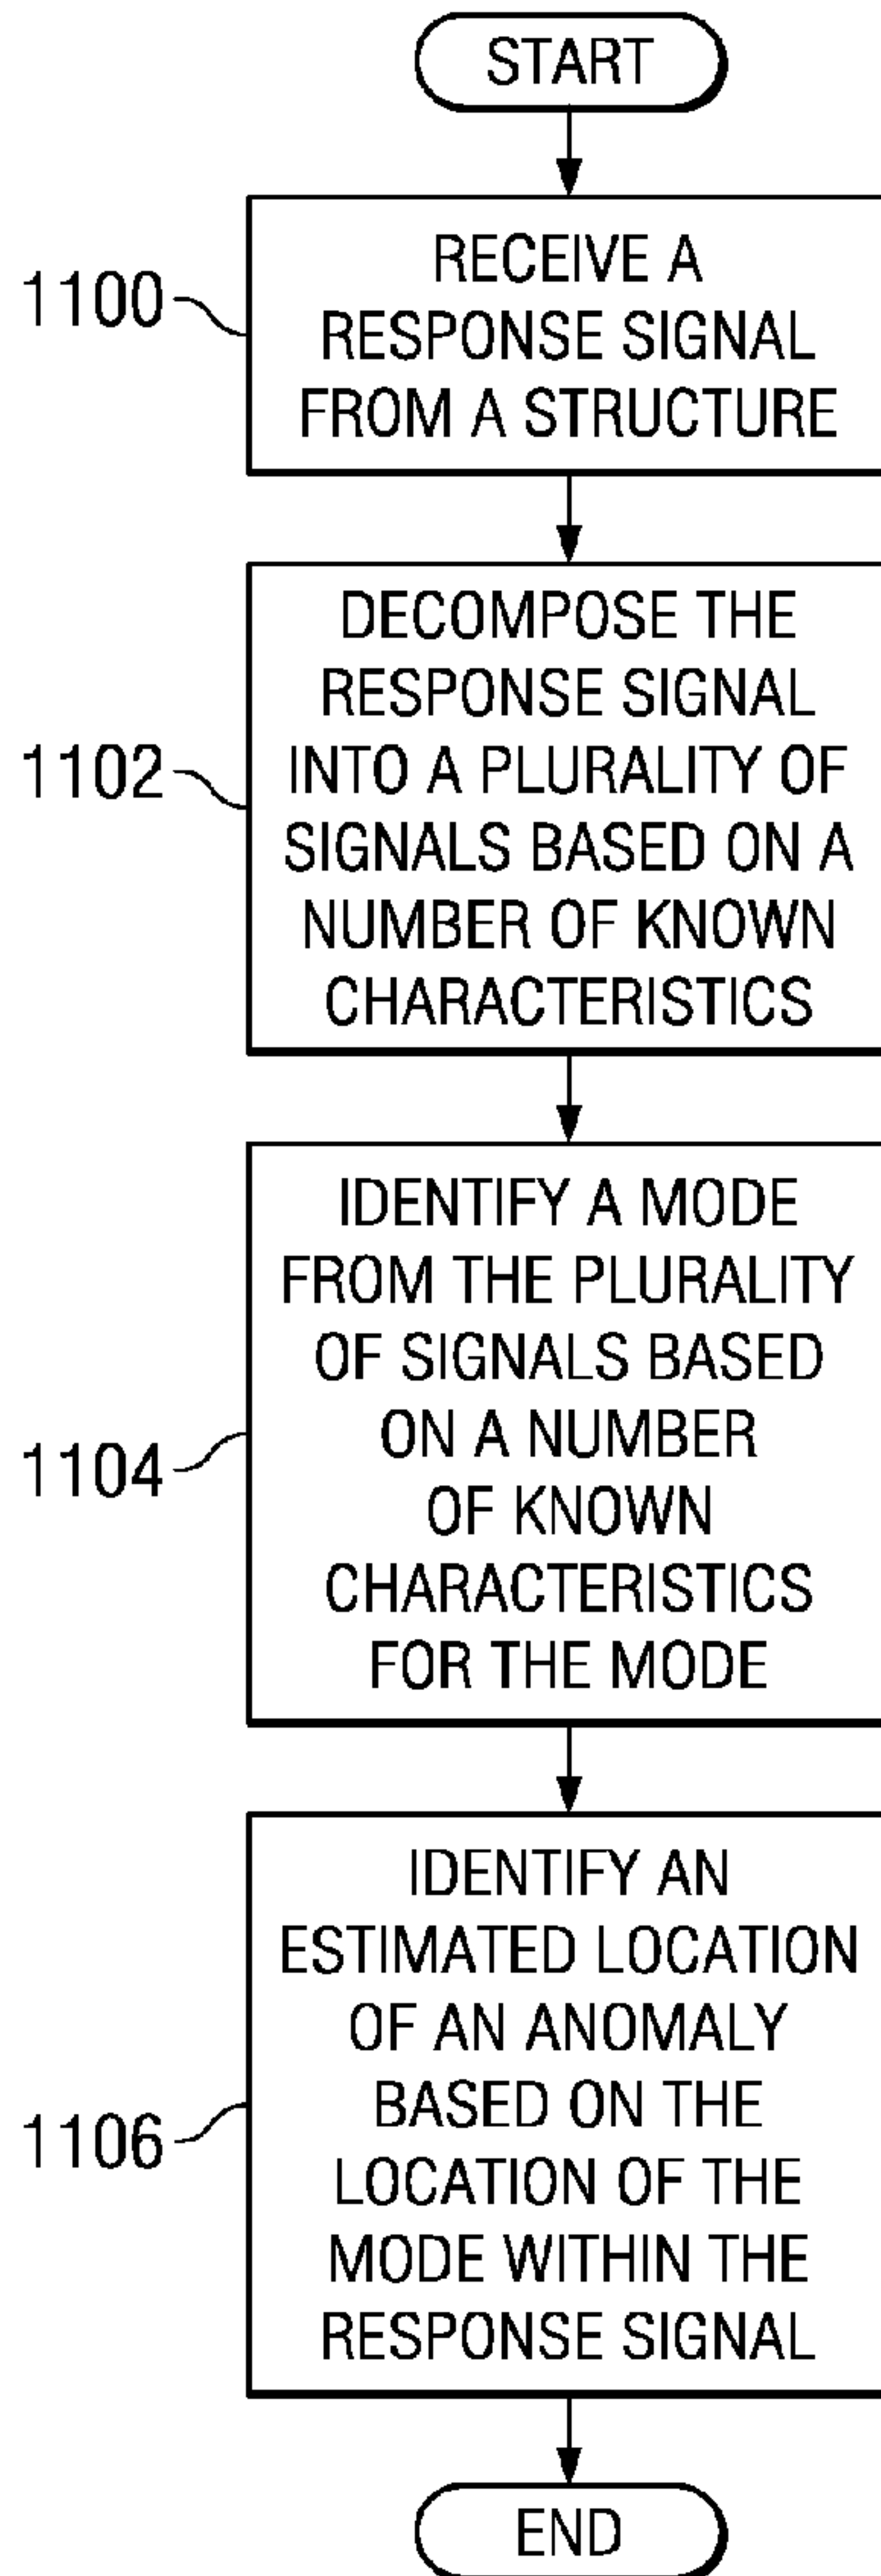 START
1100
RECEIVE A
RESPONSE SIGNAL
FROM A STRUCTURE
1102
DECOMPOSE THE
RESPONSE SIGNAL
INTO A PLURALITY OF
SIGNALS BASED ON A
NUMBER OF KNOWN
CHARACTERISTICS
1104
IDENTIFY A MODE
FROM THE PLURALITY
OF SIGNALS BASED
ON A NUMBER
OF KNOWN
CHARACTERISTICS
FOR THE MODE
1106
IDENTIFY AN
ESTIMATED LOCATION
OF AN ANOMALY
BASED ON THE
LOCATION OF THE
MODE WITHIN THE
RESPONSE SIGNAL
END